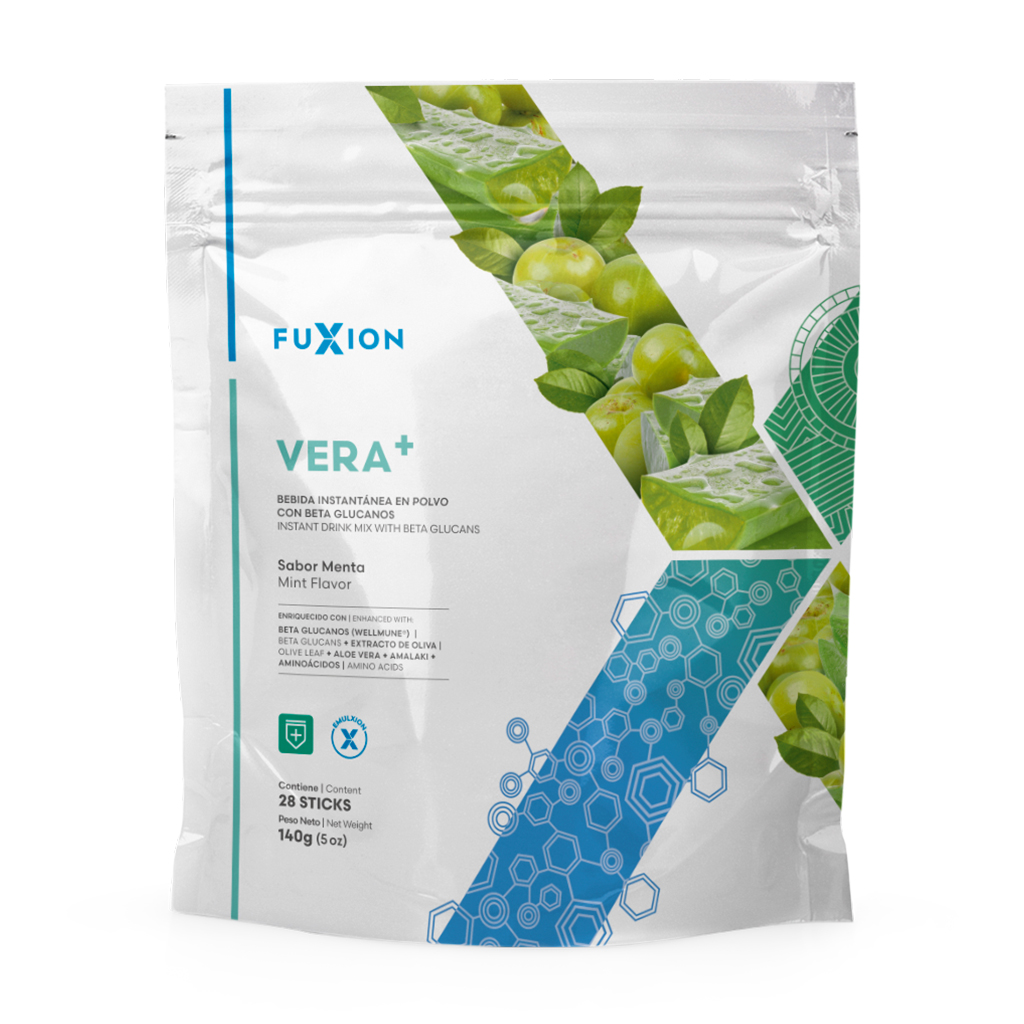 FUXION
VERA+
BEBIDA INSTANTÁNEA EN POLVO
CON BETA GLUCANOS
INSTANT DRINK MIX WITH BETA GLUCANS
Sabor Menta
Mint Flavor
ENRIQUECIDO CON | ENHANCED WITH:
BETA GLUCANOS (WELLMUNE®) |
BETA GLUCANS + EXTRACTO DE OLIVA |
OLIVE LEAF + ALOE VERA + AMALAKI +
AMINOÁCIDOS | AMINO ACIDS
EMULXION
X
Contiene | Content
28 STICKS
Peso Neto | Net Weight
140g (5 oz)